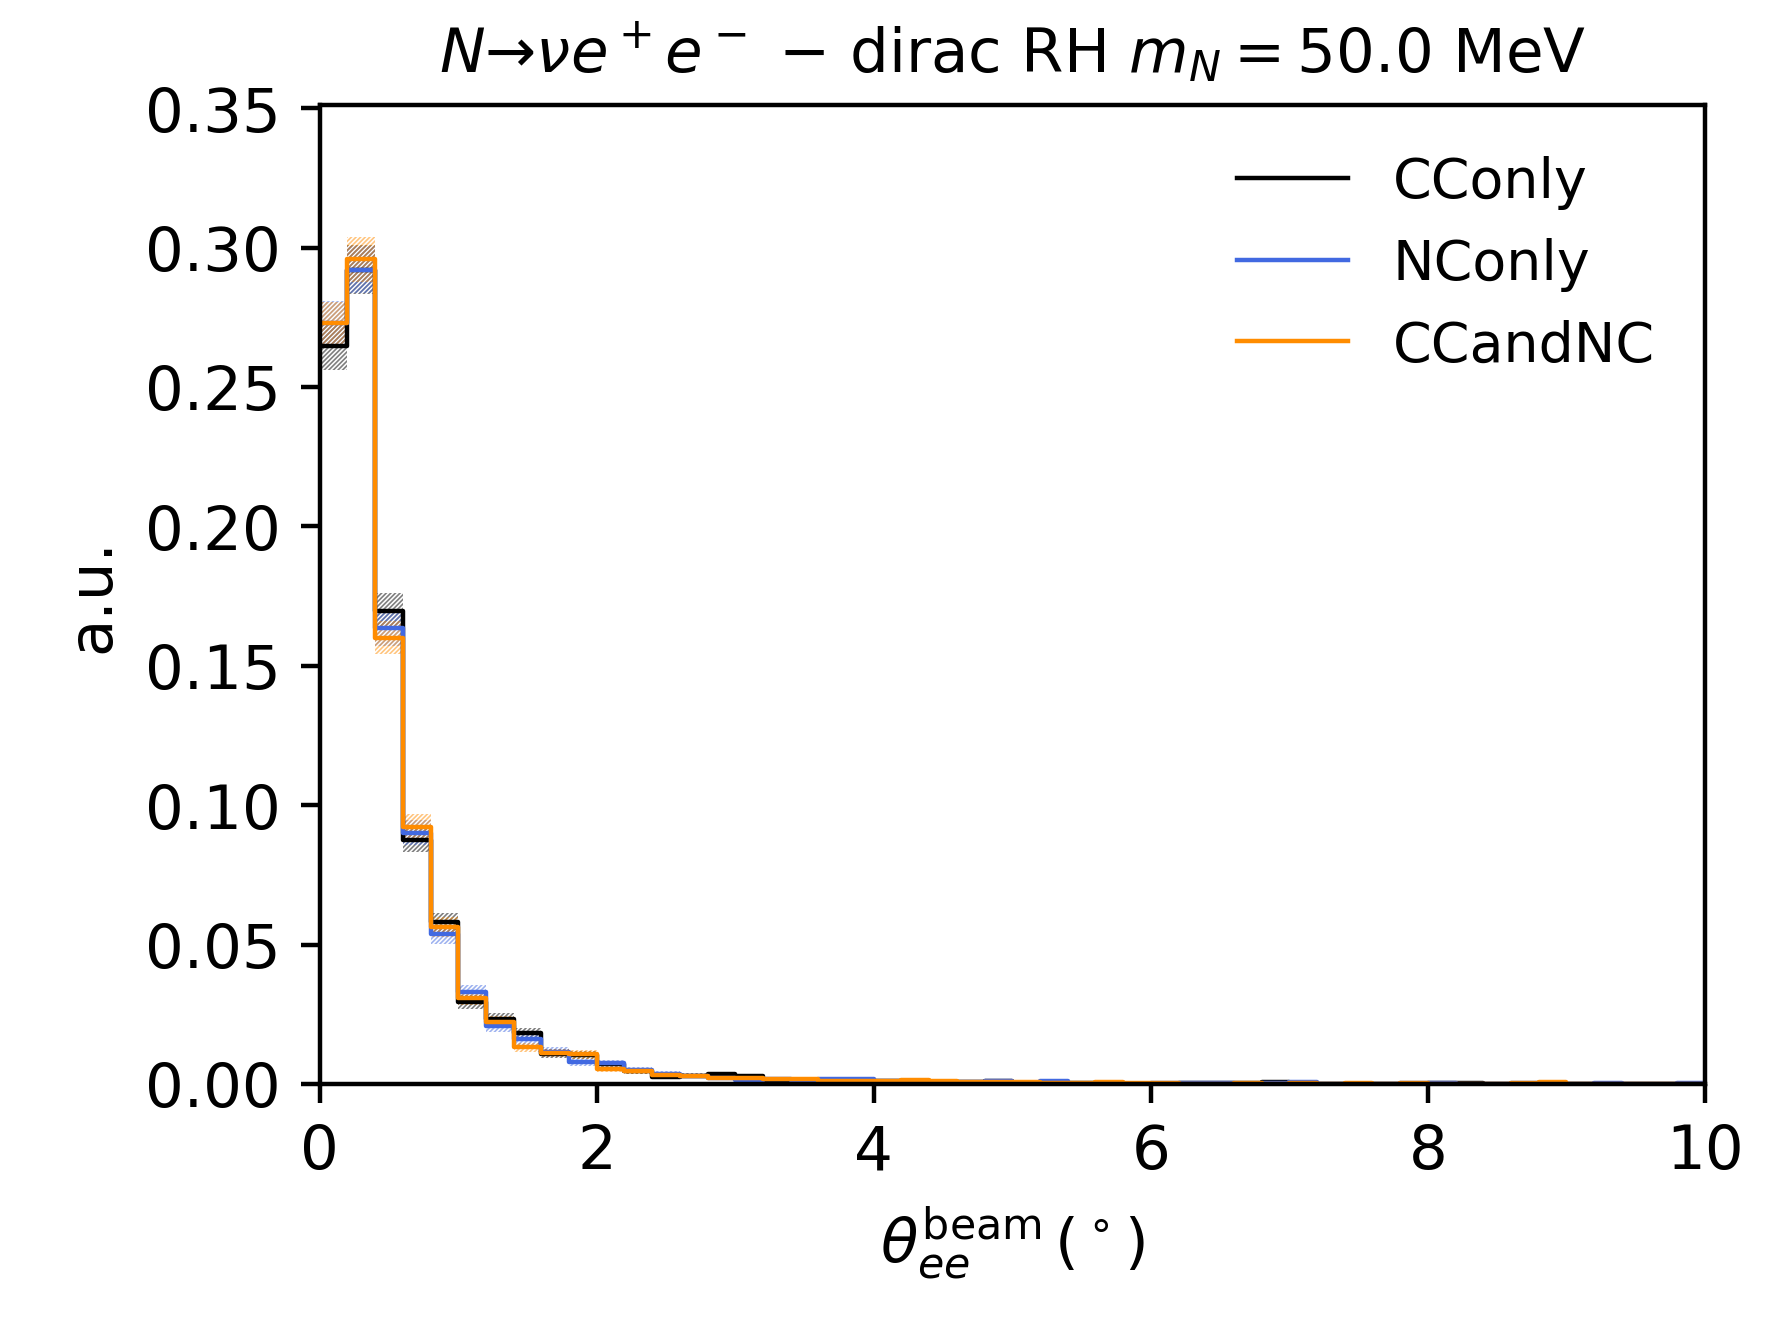 N→νe⁺e⁻ − dirac RH m_N = 50.0 MeV
0.35
0.30
0.25
0.20
0.15
0.10
0.05
0.00
a.u.
CConly
NConly
CCandNC
0 2 4 6 8 10
θ_ee^beam (°)